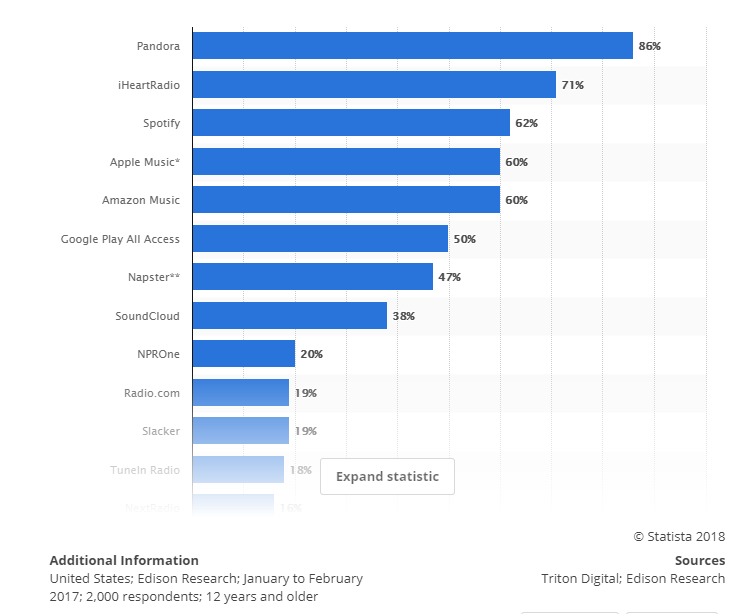 Pandora 86%
iHeartRadio 71%
Spotify 62%
Apple Music* 60%
Amazon Music 60%
Google Play All Access 50%
Napster** 47%
SoundCloud 38%
NPROne 20%
Radio.com 19%
Slacker 19%
TuneIn Radio 18%
Expand statistic
NextRadio 16%
© Statista 2018
Additional Information
United States; Edison Research; January to February
2017; 2,000 respondents; 12 years and older
Sources
Triton Digital; Edison Research